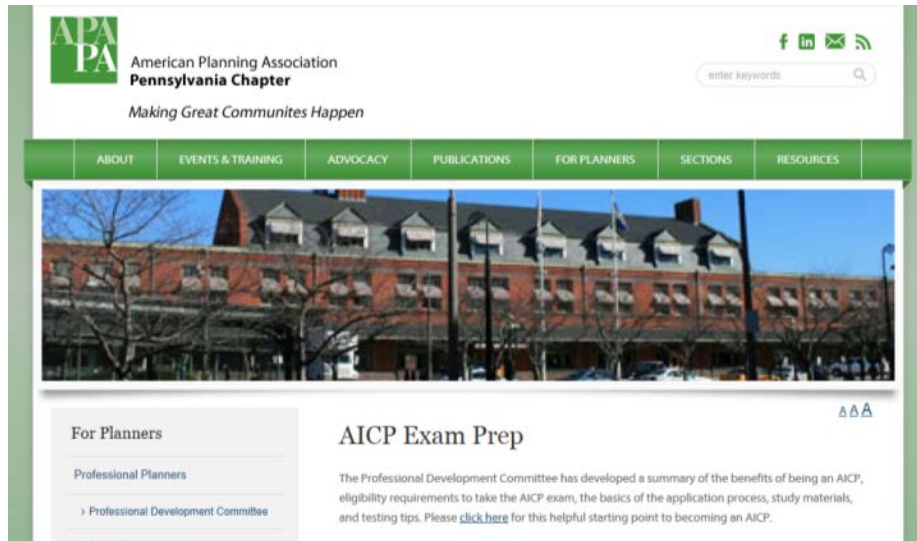 APA
PA
American Planning Association
Pennsylvania Chapter
Making Great Communites Happen
enter keywords
ABOUT EVENTS & TRAINING ADVOCACY PUBLICATIONS FOR PLANNERS SECTIONS RESOURCES
A A A
For Planners
Professional Planners
› Professional Development Committee
AICP Exam Prep
The Professional Development Committee has developed a summary of the benefits of being an AICP,
eligibility requirements to take the AICP exam, the basics of the application process, study materials,
and testing tips. Please click here for this helpful starting point to becoming an AICP.